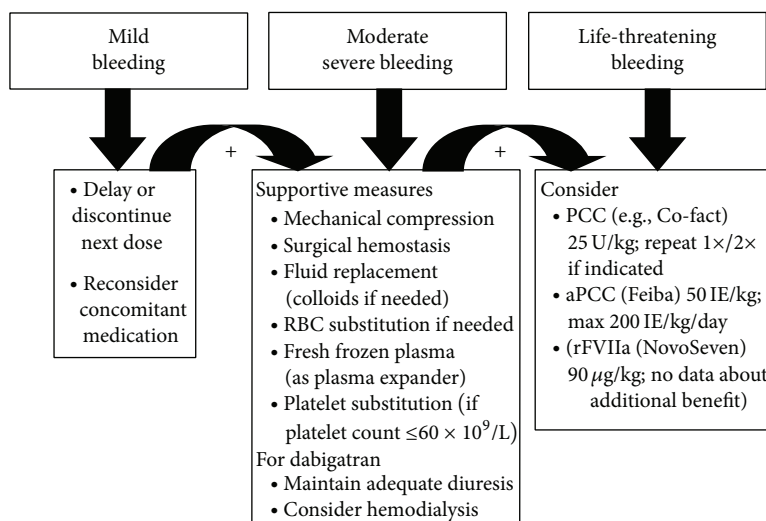 Mild
bleeding
Moderate
severe bleeding
Life-threatening
bleeding
+
+
• Delay or
discontinue
next dose
• Reconsider
concomitant
medication
Supportive measures
• Mechanical compression
• Surgical hemostasis
• Fluid replacement
(colloids if needed)
• RBC substitution if needed
• Fresh frozen plasma
(as plasma expander)
• Platelet substitution (if
platelet count ≤60 × 10⁹/L)
For dabigatran
• Maintain adequate diuresis
• Consider hemodialysis
Consider
• PCC (e.g., Co-fact)
25 U/kg; repeat 1×/2×
if indicated
• aPCC (Feiba) 50 IE/kg;
max 200 IE/kg/day
• (rFVIIa (NovoSeven)
90 μg/kg; no data about
additional benefit)